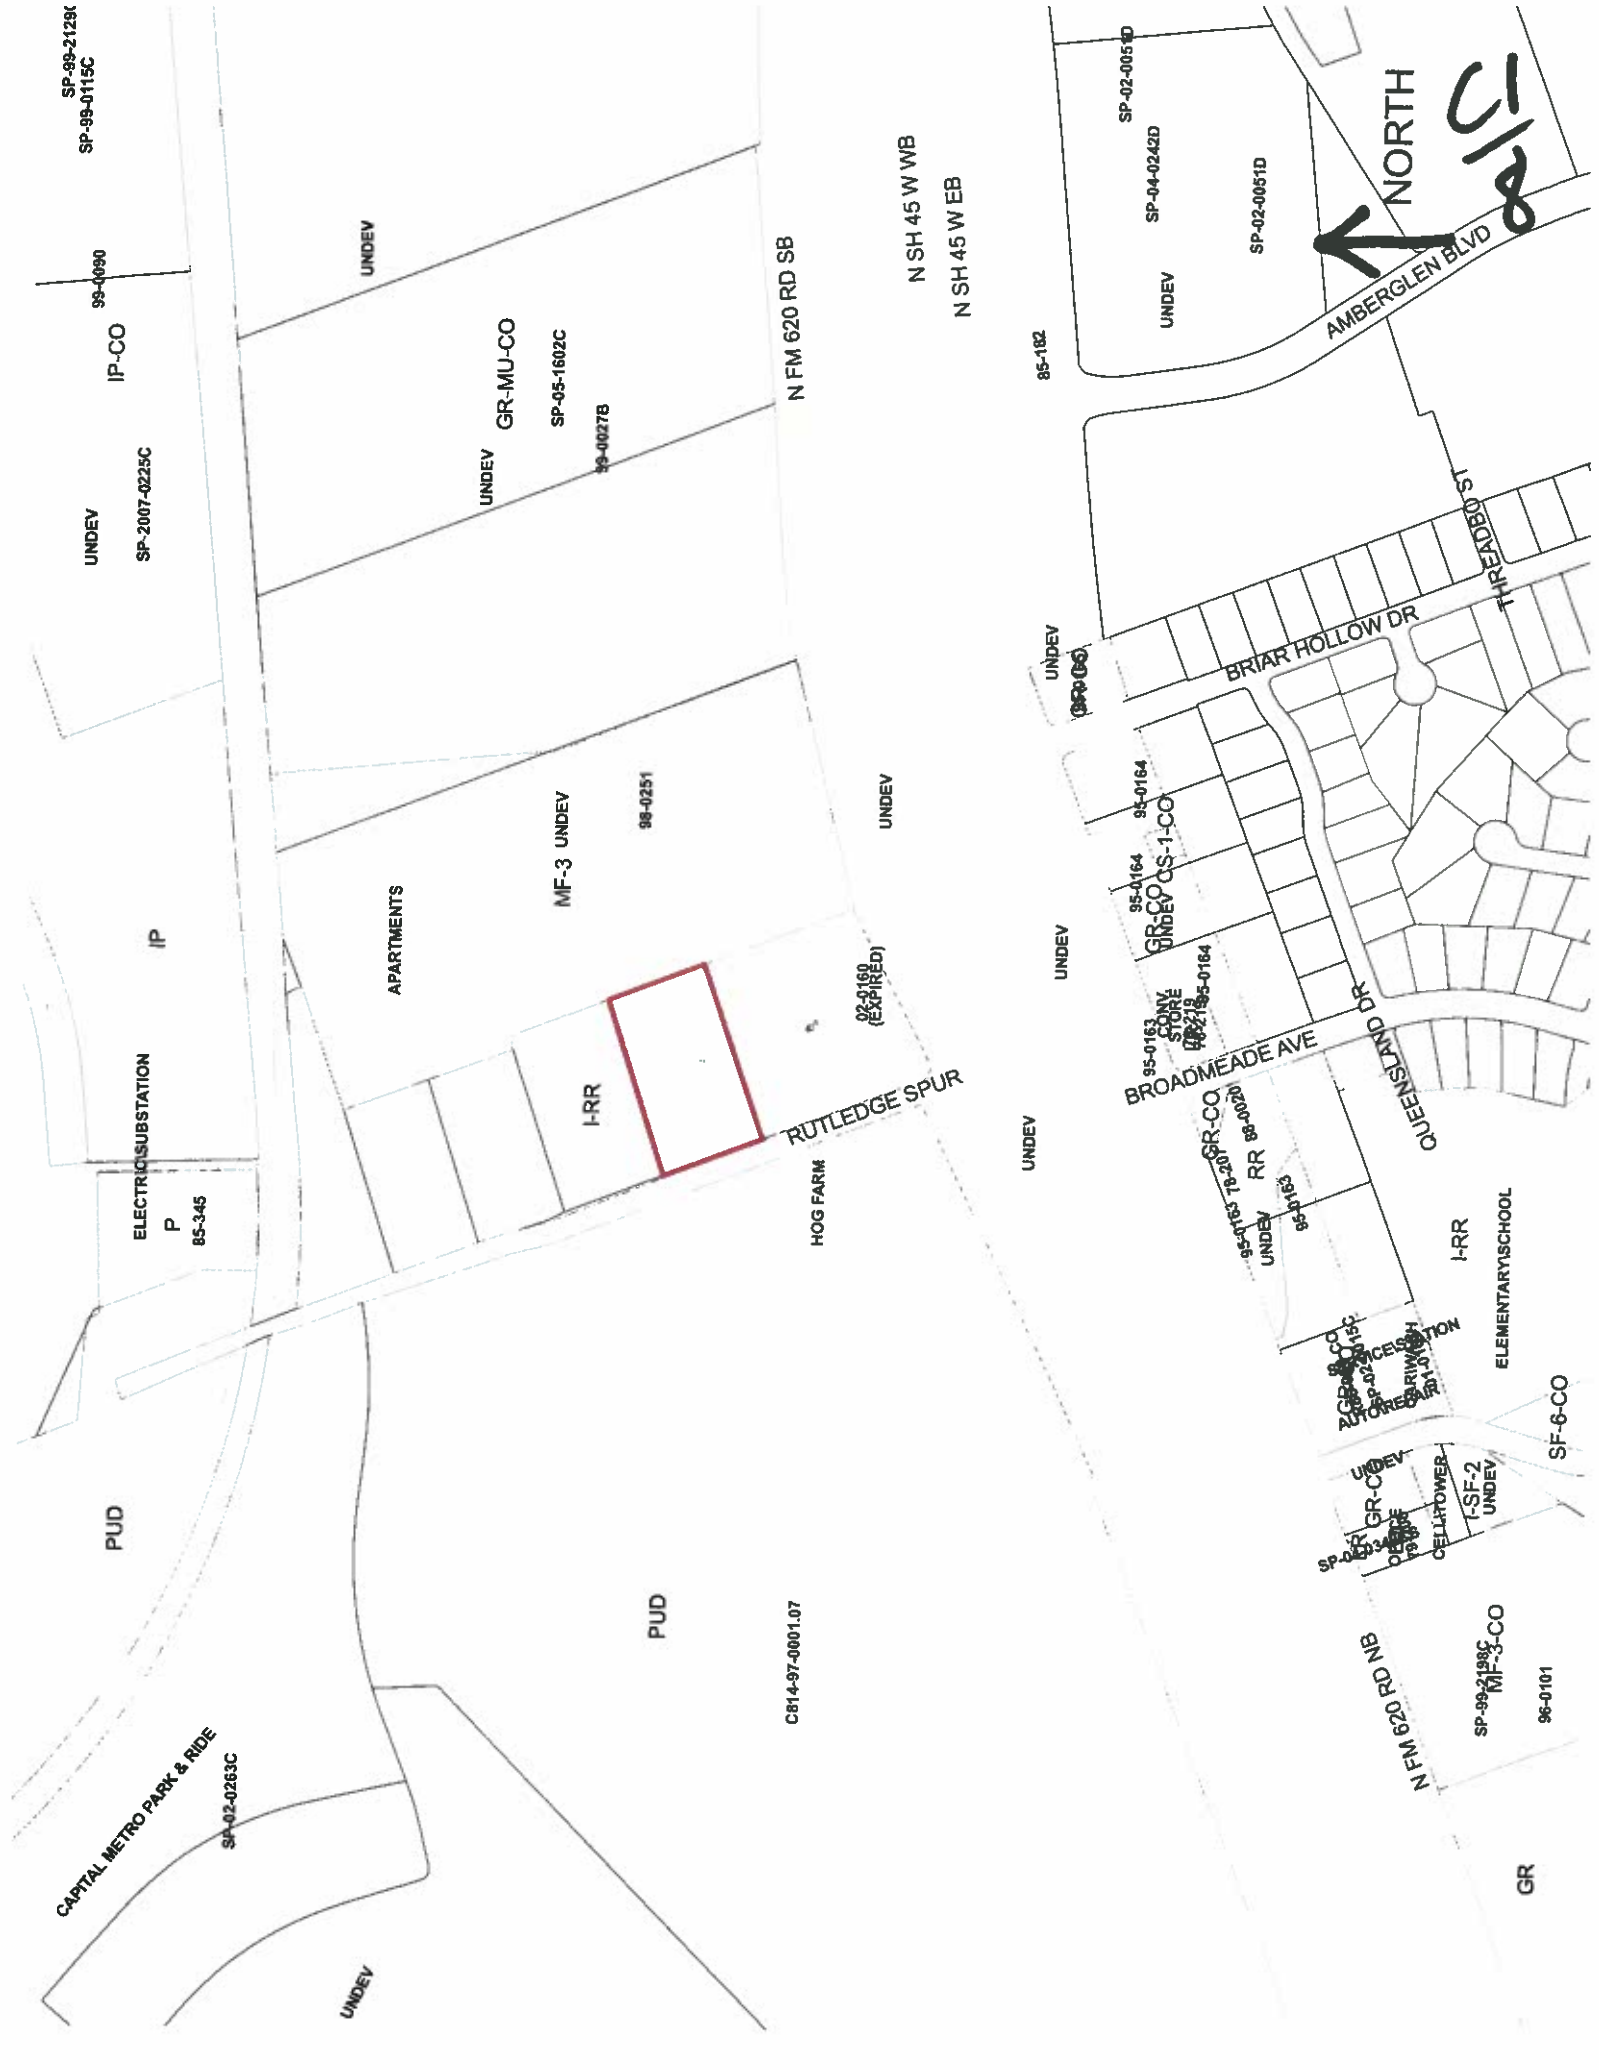 SP-99-0115C
99-0090
IP-CO
UNDEV
SP-2007-0225C
UNDEV
GR-MU-CO
SP-05-1602C
UNDEV
99-0027B
N FM 620 RD SB
N SH 45 W WB
N SH 45 W EB
SP-02-0051D
SP-04-0242D
SP-02-0051D
UNDEV
NORTH
C1/8
AMBERGLEN BLVD
85-182
IP
ELECTRIC\SUBSTATION
P
85-345
APARTMENTS
MF-3
UNDEV
98-0251
UNDEV
I-RR
02-0160
(EXPIRED)
RUTLEDGE SPUR
HOG FARM
UNDEV
UNDEV
UNDEV
THREADBO ST
BRIAR HOLLOW DR
95-0164
CS-1-CO
95-0164
GR-CO
UNDEV
95-0164
CONV
STORE
95-0163
BROADMEADE AVE
QUEENSLAND DR
GR-CO
78-207
RR
88-0020
95-0163
UNDEV
95-0163
I-RR
ELEMENTARY\SCHOOL
UNDEV
GR-CO
CELL\TOWER
I-SF-2
UNDEV
SF-6-CO
PUD
CAPITAL METRO PARK & RIDE
SP-02-0263C
UNDEV
PUD
C814-97-0001.07
N FM 620 RD NB
SP-99-2198C
MF-3-CO
96-0101
GR